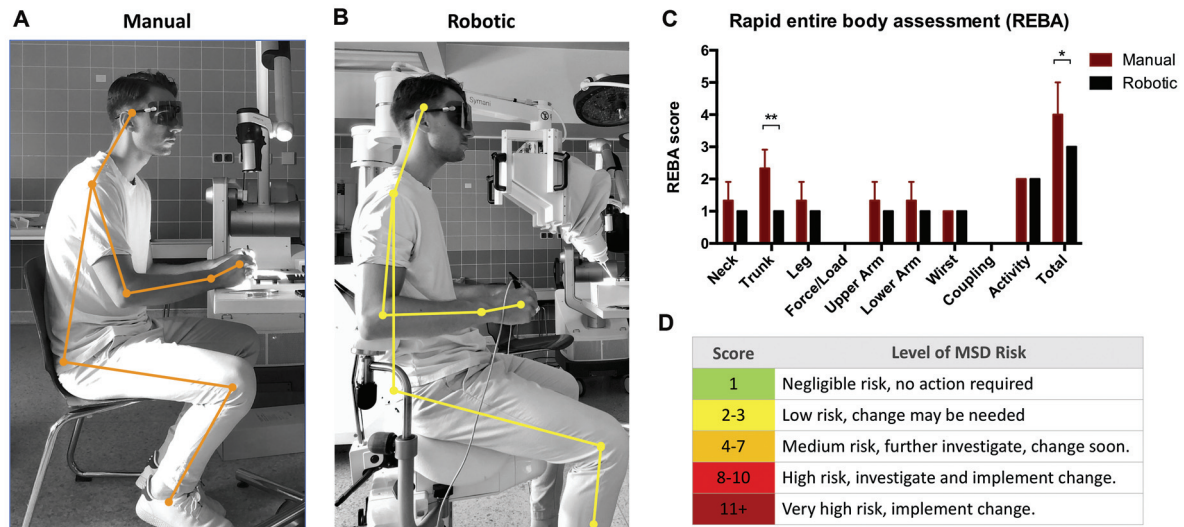 A
Manual
B
Robotic
Symani
C
Rapid entire body assessment (REBA)
REBA score
6
5
4
3
2
1
0
**
*
Manual
Robotic
Neck
Trunk
Leg
Force/Load
Upper Arm
Lower Arm
Wirst
Coupling
Activity
Total
D
Score Level of MSD Risk
1 Negligible risk, no action required
2-3 Low risk, change may be needed
4-7 Medium risk, further investigate, change soon.
8-10 High risk, investigate and implement change.
11+ Very high risk, implement change.